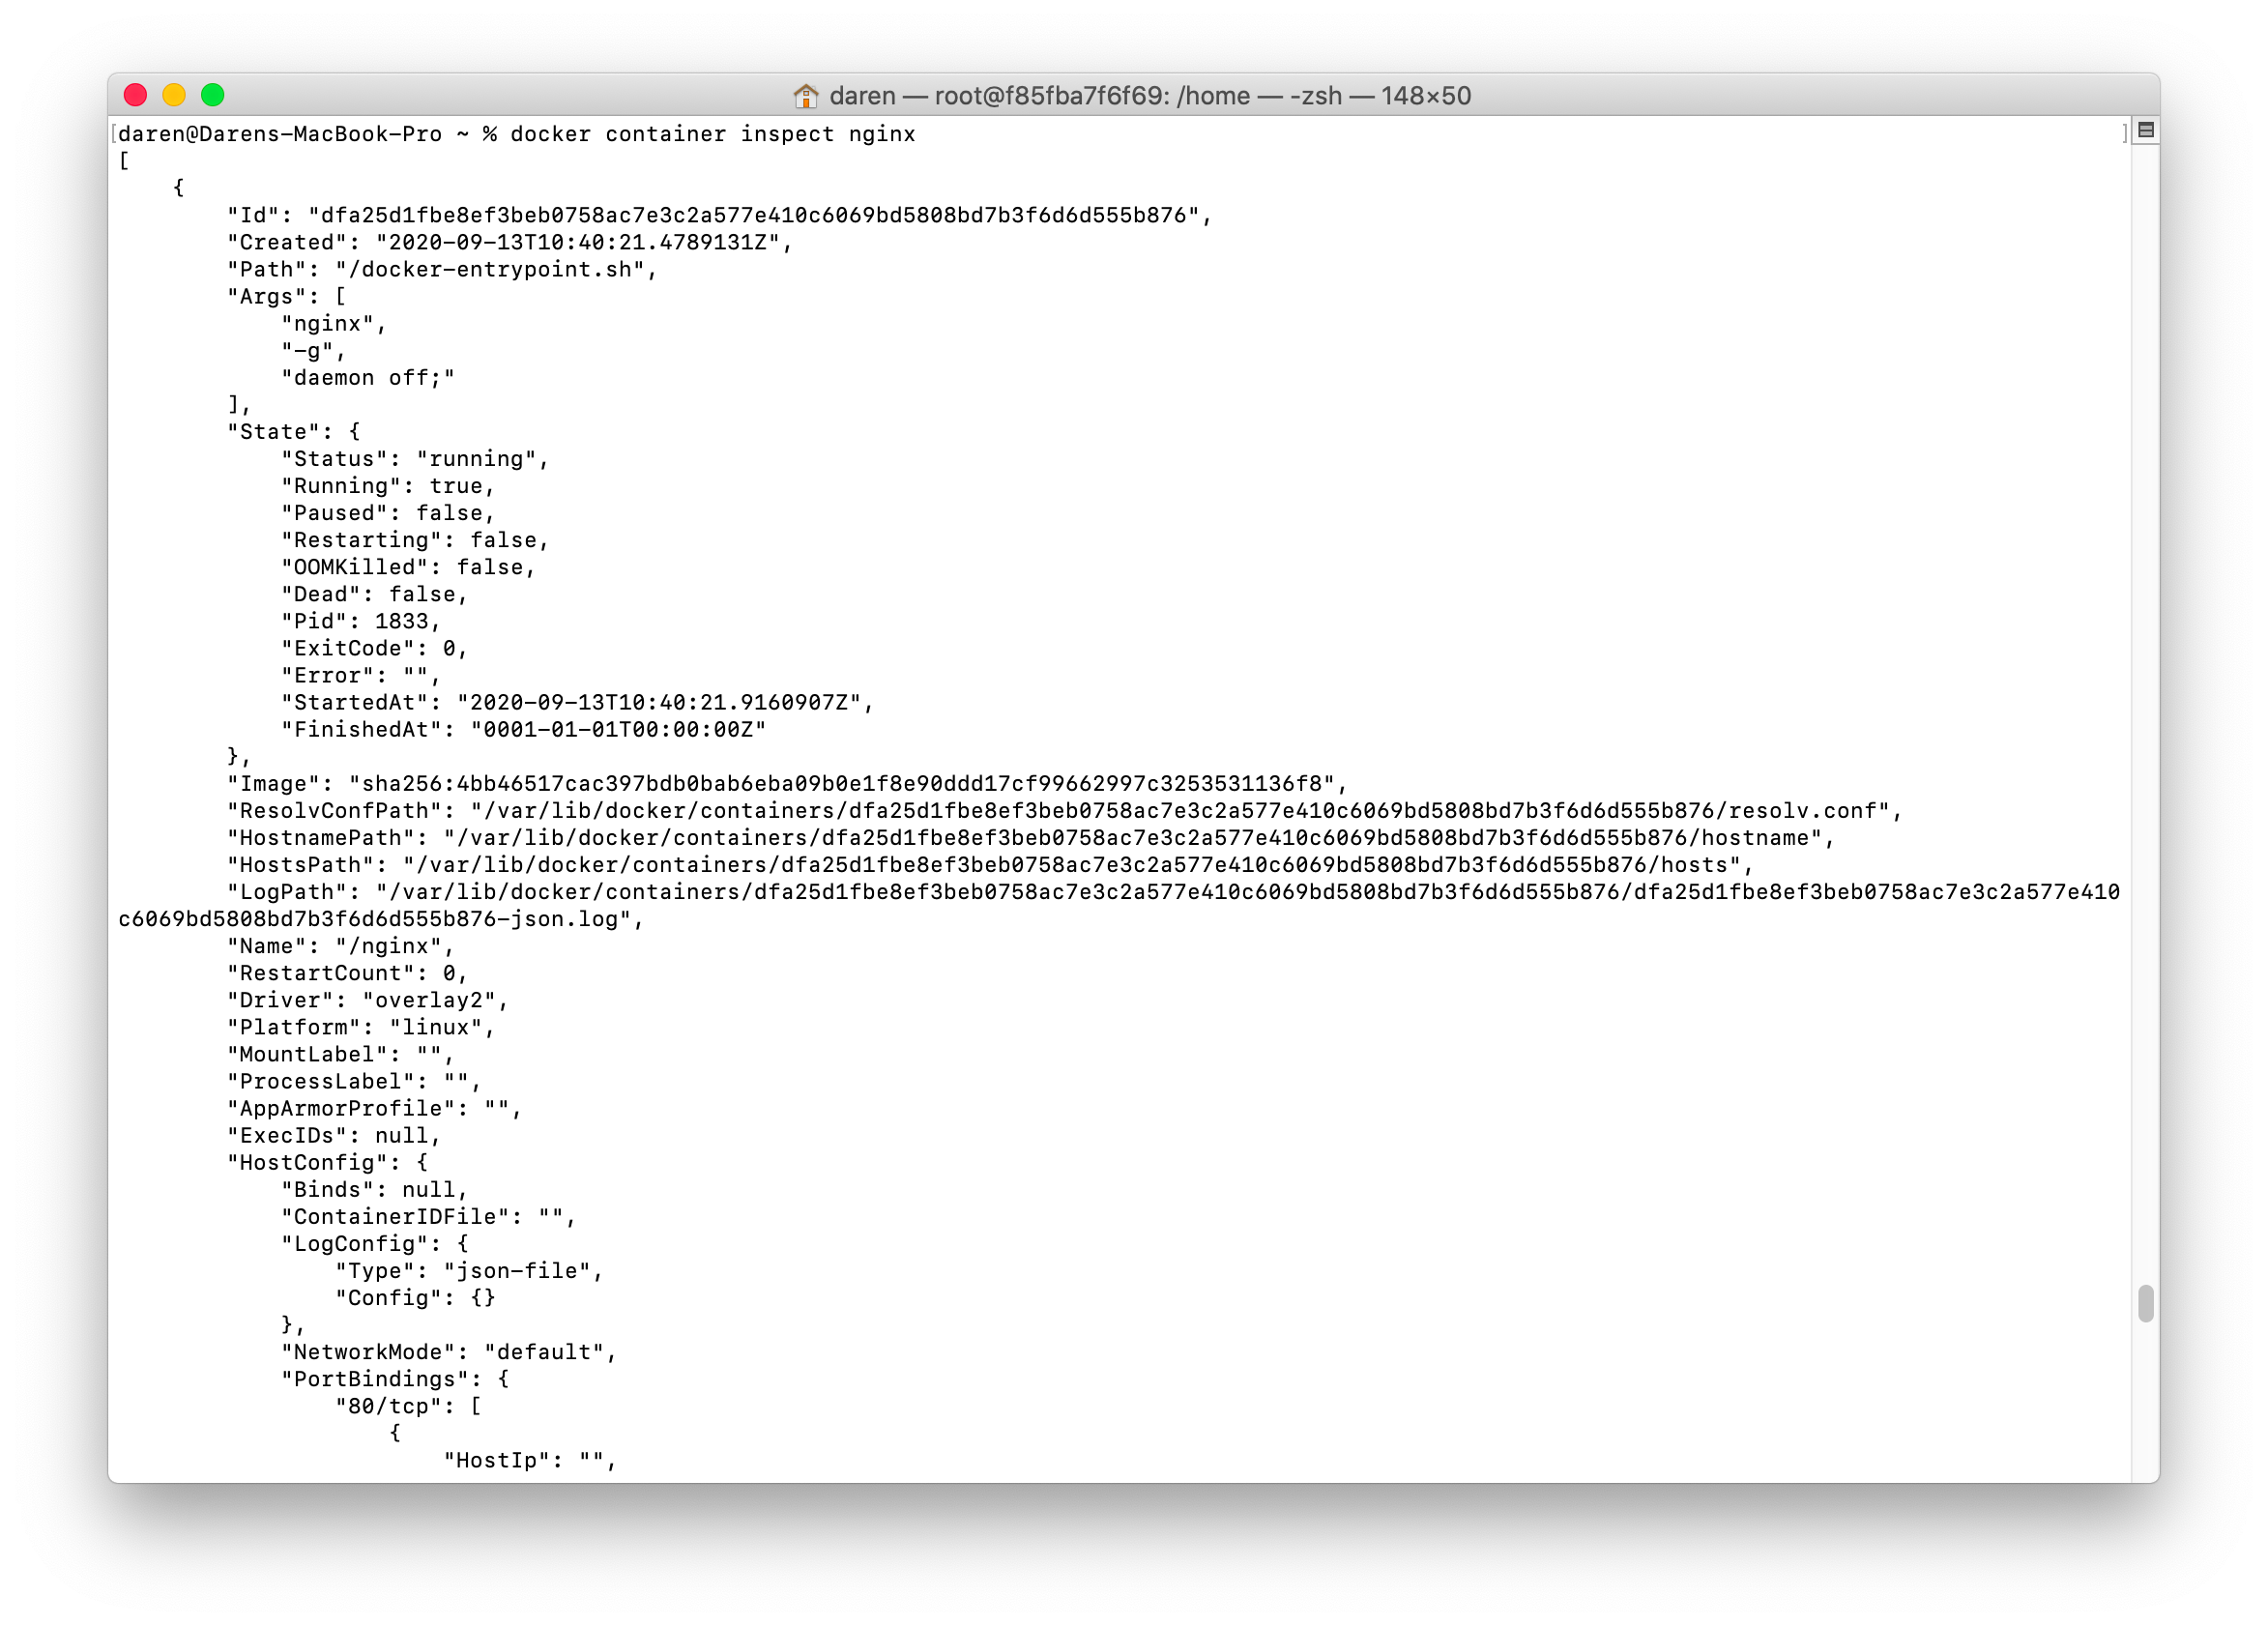 daren — root@f85fba7f6f69: /home — -zsh — 148×50
[daren@Darens-MacBook-Pro ~ % docker container inspect nginx ]
[
    {
        "Id": "dfa25d1fbe8ef3beb0758ac7e3c2a577e410c6069bd5808bd7b3f6d6d555b876",
        "Created": "2020-09-13T10:40:21.4789131Z",
        "Path": "/docker-entrypoint.sh",
        "Args": [
            "nginx",
            "-g",
            "daemon off;"
        ],
        "State": {
            "Status": "running",
            "Running": true,
            "Paused": false,
            "Restarting": false,
            "OOMKilled": false,
            "Dead": false,
            "Pid": 1833,
            "ExitCode": 0,
            "Error": "",
            "StartedAt": "2020-09-13T10:40:21.9160907Z",
            "FinishedAt": "0001-01-01T00:00:00Z"
        },
        "Image": "sha256:4bb46517cac397bdb0bab6eba09b0e1f8e90ddd17cf99662997c3253531136f8",
        "ResolvConfPath": "/var/lib/docker/containers/dfa25d1fbe8ef3beb0758ac7e3c2a577e410c6069bd5808bd7b3f6d6d555b876/resolv.conf",
        "HostnamePath": "/var/lib/docker/containers/dfa25d1fbe8ef3beb0758ac7e3c2a577e410c6069bd5808bd7b3f6d6d555b876/hostname",
        "HostsPath": "/var/lib/docker/containers/dfa25d1fbe8ef3beb0758ac7e3c2a577e410c6069bd5808bd7b3f6d6d555b876/hosts",
        "LogPath": "/var/lib/docker/containers/dfa25d1fbe8ef3beb0758ac7e3c2a577e410c6069bd5808bd7b3f6d6d555b876/dfa25d1fbe8ef3beb0758ac7e3c2a577e410
c6069bd5808bd7b3f6d6d555b876-json.log",
        "Name": "/nginx",
        "RestartCount": 0,
        "Driver": "overlay2",
        "Platform": "linux",
        "MountLabel": "",
        "ProcessLabel": "",
        "AppArmorProfile": "",
        "ExecIDs": null,
        "HostConfig": {
            "Binds": null,
            "ContainerIDFile": "",
            "LogConfig": {
                "Type": "json-file",
                "Config": {}
            },
            "NetworkMode": "default",
            "PortBindings": {
                "80/tcp": [
                    {
                        "HostIp": "",